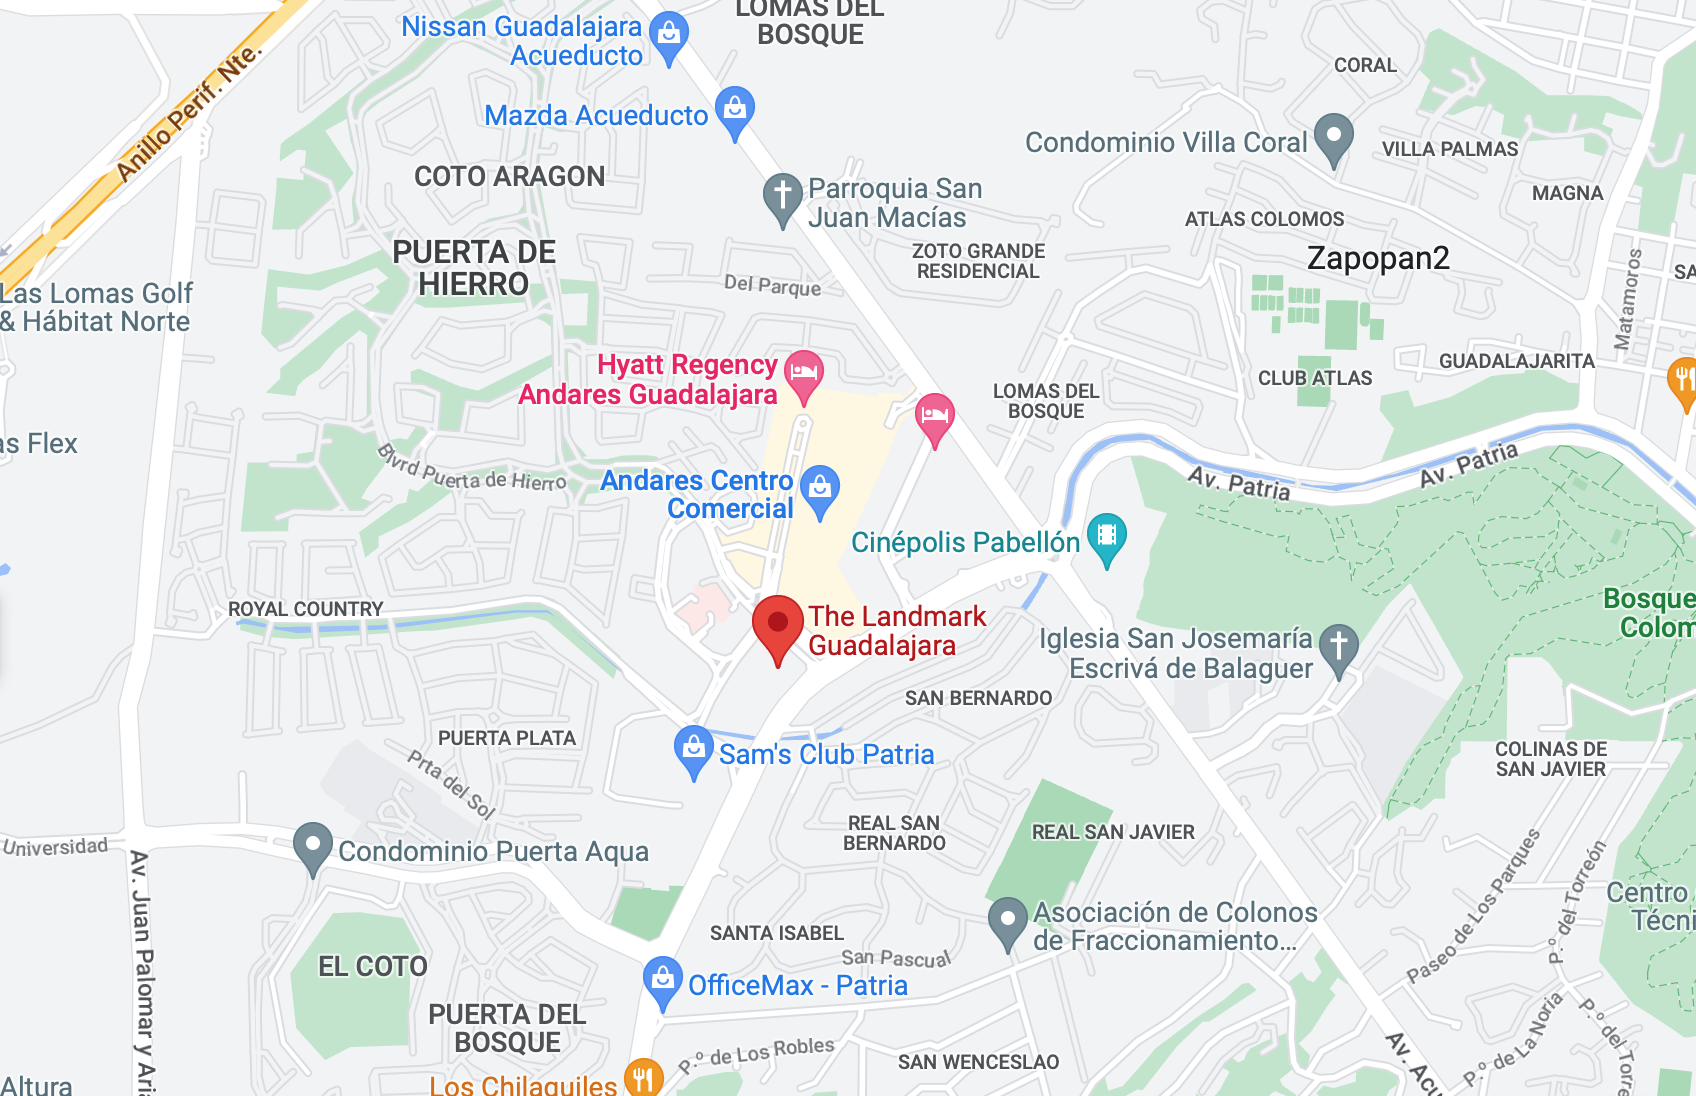 LOMAS DEL
BOSQUE
Nissan Guadalajara
Acueducto
Anillo Perif. Nte.
CORAL
Mazda Acueducto
Condominio Villa Coral
VILLA PALMAS
COTO ARAGON
Parroquia San
Juan Macías
MAGNA
ATLAS COLOMOS
PUERTA DE
HIERRO
ZOTO GRANDE
RESIDENCIAL
Zapopan2
SA
Matamoros
Del Parque
Las Lomas Golf
& Hábitat Norte
Hyatt Regency
Andares Guadalajara
GUADALAJARITA
CLUB ATLAS
LOMAS DEL
BOSQUE
as Flex
Blvrd Puerta de Hierro
Andares Centro
Comercial
Av. Patria
Av. Patria
Cinépolis Pabellón
ROYAL COUNTRY
The Landmark
Guadalajara
Bosque
Colom
Iglesia San Josemaría
Escrivá de Balaguer
SAN BERNARDO
PUERTA PLATA
Sam's Club Patria
COLINAS DE
SAN JAVIER
Prta del Sol
REAL SAN
BERNARDO
REAL SAN JAVIER
Universidad
Condominio Puerta Aqua
Av. Juan Palomar y Aria
Paseo de Los Parques
P.º del Torreón
Centro
Técni
Asociación de Colonos
de Fraccionamiento...
SANTA ISABEL
San Pascual
EL COTO
OfficeMax - Patria
PUERTA DEL
BOSQUE
P.º de Los Robles
SAN WENCESLAO
Av. Acu
P.º de La Noria
P.º del Torre
Altura
Los Chilaquiles